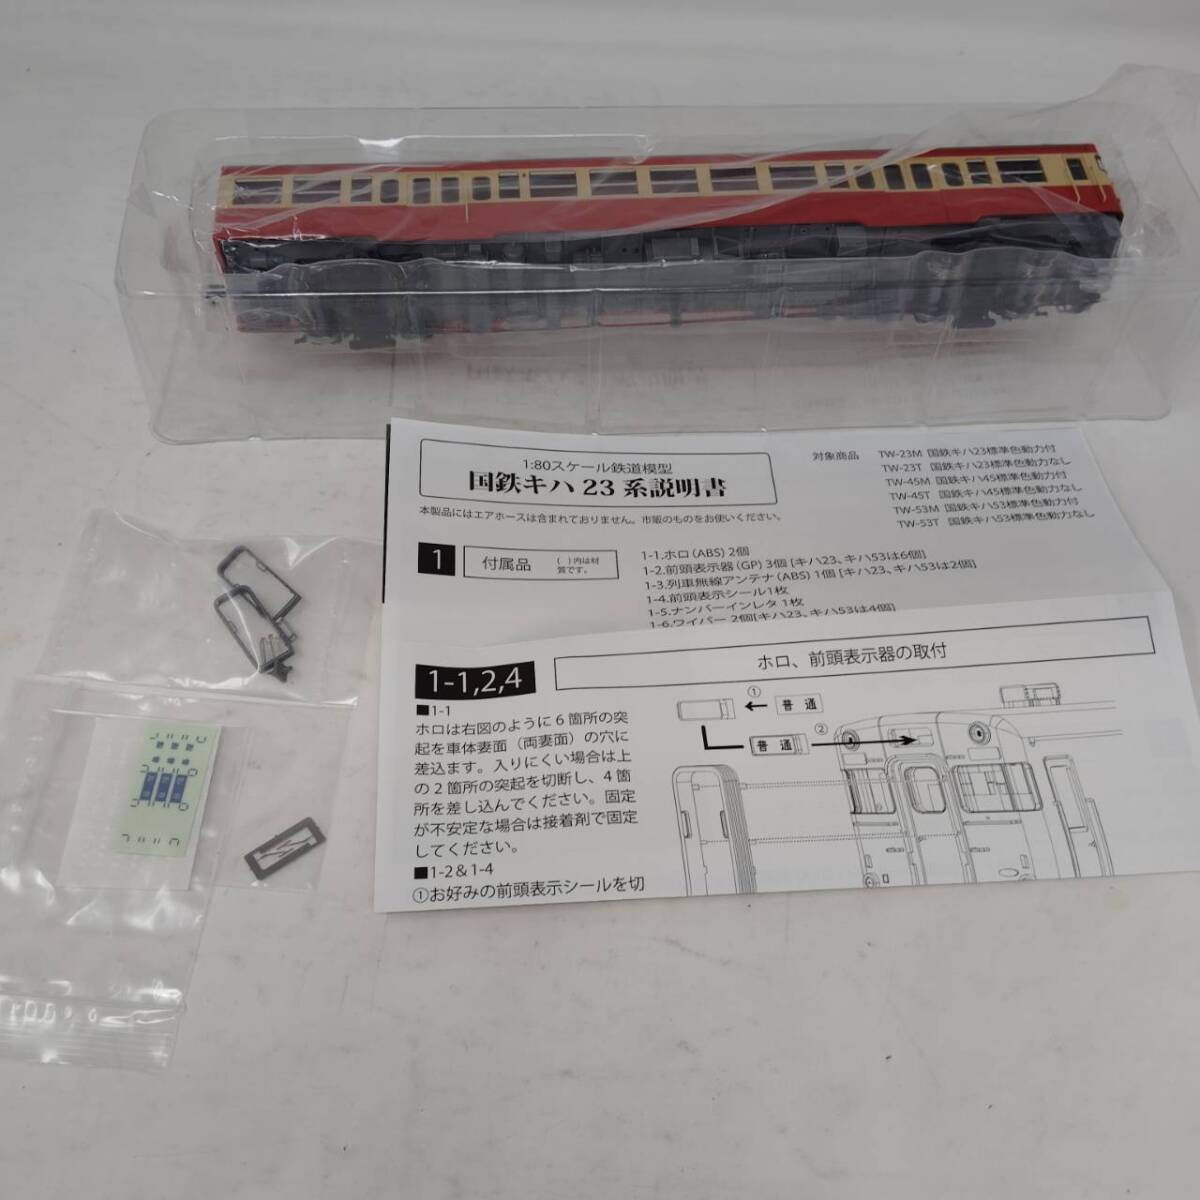 1:80スケール鉄道模型
国鉄キハ 23 系説明書
本製品にはエアホースは含まれておりません。市販のものをお使いください。
対象商品
TW-23M 国鉄キハ23標準色動力付
TW-23T 国鉄キハ23標準色動力なし
TW-45M 国鉄キハ45標準色動力付
TW-45T 国鉄キハ45標準色動力なし
TW-53M 国鉄キハ53標準色動力付
TW-53T 国鉄キハ53標準色動力なし
1
付属品
( )内は材
質です。
1-1.ホロ(ABS) 2個
1-2.前頭表示器(GP) 3個 [キハ23、キハ53は6個]
1-3.列車無線アンテナ(ABS) 1個 [キハ23、キハ53は2個]
1-4.前頭表示シール1枚
1-5.ナンバーインレタ 1枚
1-6.ワイパー 2個[キハ23、キハ53は4個]
1-1,2,4
ホロ、前頭表示器の取付
■1-1
ホロは右図のように 6 箇所の突
起を車体妻面（両妻面）の穴に
差込ます。入りにくい場合は上
の 2 箇所の突起を切断し、4 箇
所を差し込んでください。固定
が不安定な場合は接着剤で固定
してください。
■1-2&1-4
①お好みの前頭表示シールを切
①
普 通
②
普 通